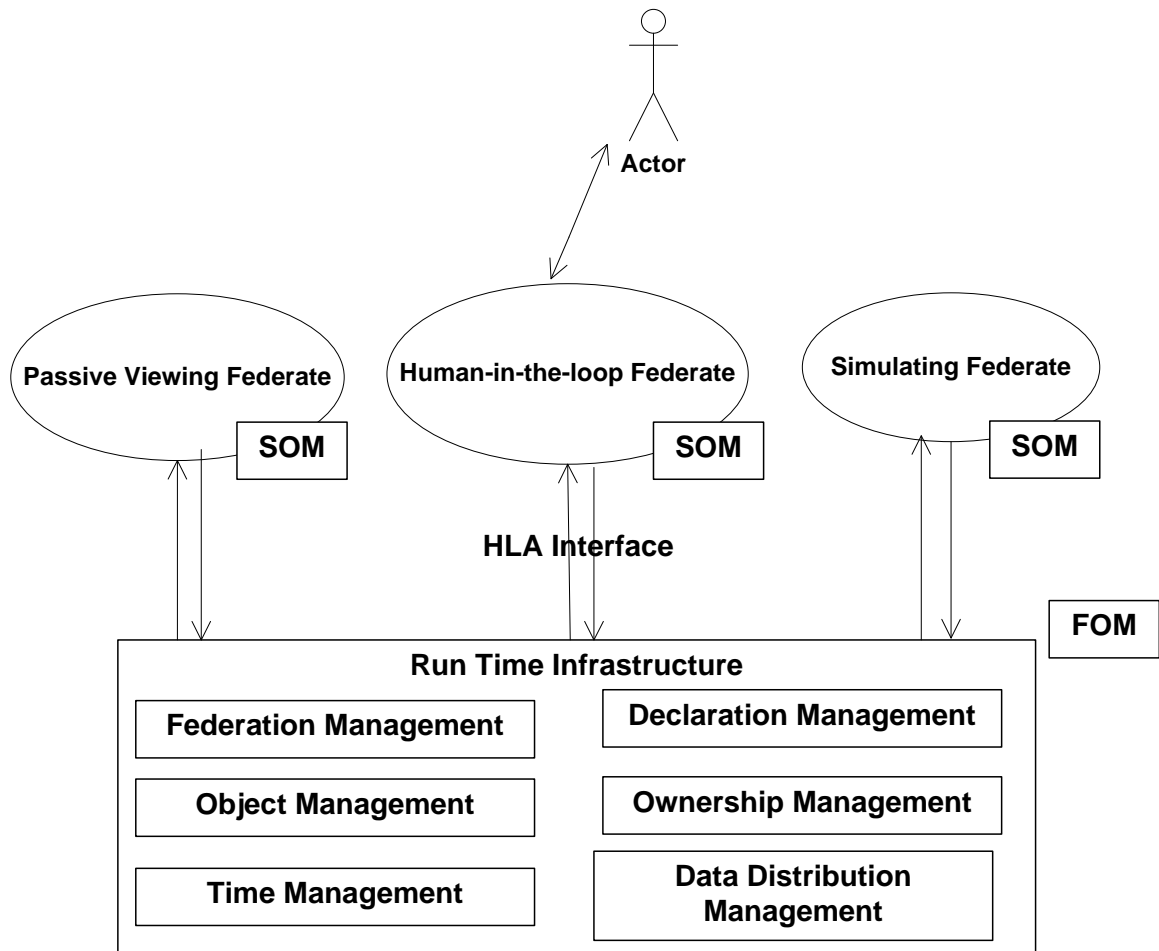 Actor
Passive Viewing Federate
Human-in-the-loop Federate
Simulating Federate
SOM
SOM
SOM
HLA Interface
FOM
Run Time Infrastructure
Federation Management
Declaration Management
Object Management
Ownership Management
Time Management
Data Distribution
Management